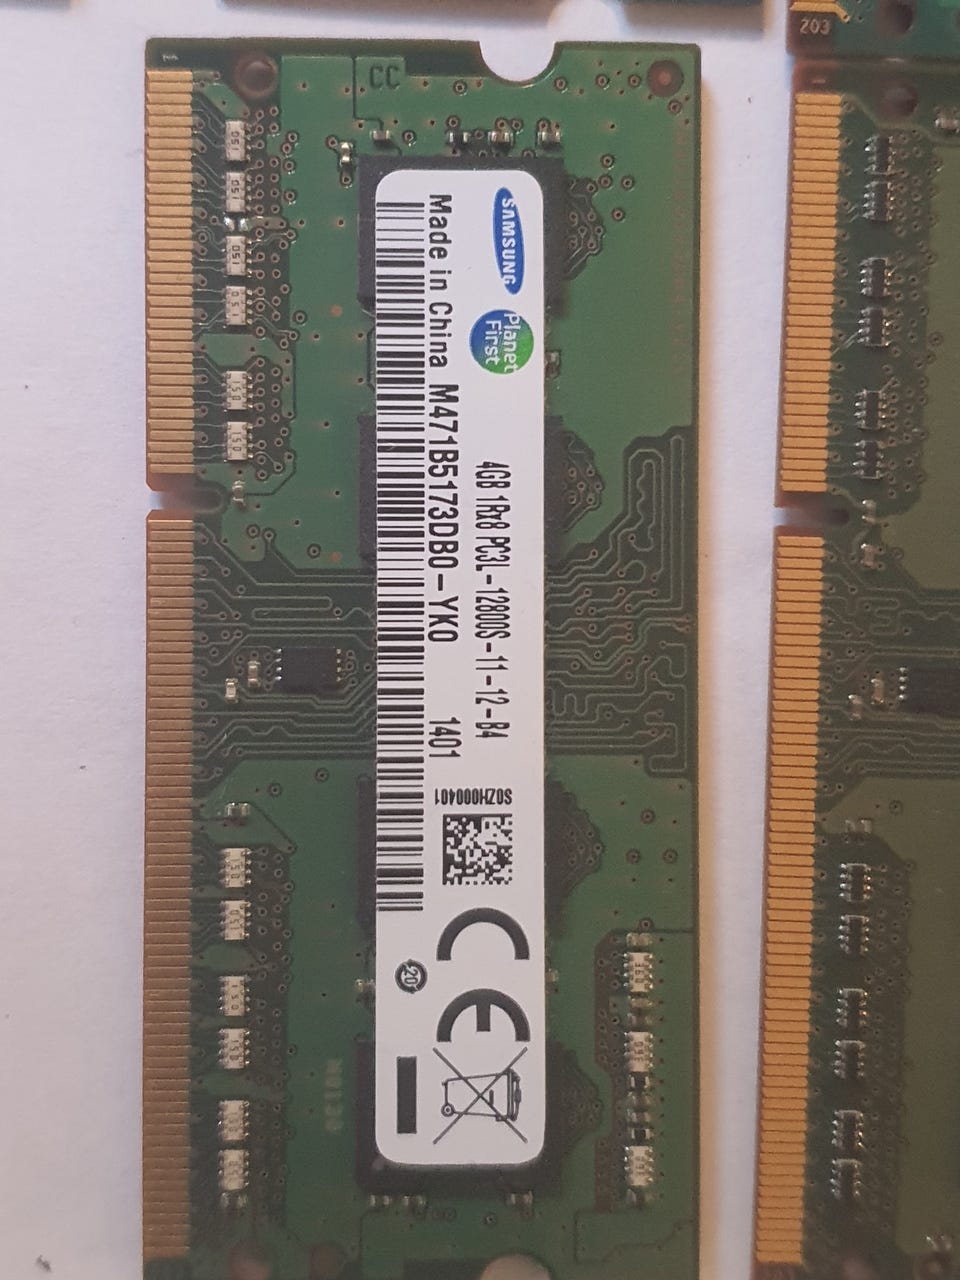 SAMSUNG
Planet
First
4GB 1Rx8 PC3L-12800S-11-12-B4
Made in China M471B5173DB0-YK0 1401
S0ZH000401
CE
20
CC
203